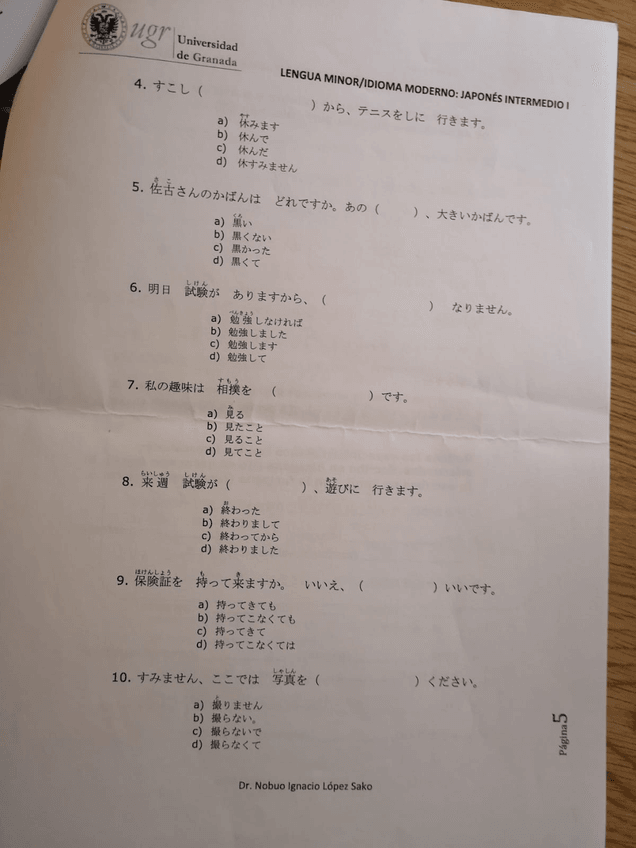 ugr
Universidad
de Granada
LENGUA MINOR/IDIOMA MODERNO: JAPONÉS INTERMEDIO I
4. すこし（　　　　　）から、テニスをしに　行きます。
a) 休みます
b) 休んで
c) 休んだ
d) 休すみません
5. 佐古さんのかばんは　どれですか。あの（　　）、大きいかばんです。
a) 黒い
b) 黒くない
c) 黒かった
d) 黒くて
6. 明日　試験が　ありますから、（　　　　　）　なりません。
a) 勉強しなければ
b) 勉強しました
c) 勉強します
d) 勉強して
7. 私の趣味は　相撲を　（　　　　　）です。
a) 見る
b) 見たこと
c) 見ること
d) 見てこと
8. 来週　試験が（　　　　）、遊びに　行きます。
a) 終わった
b) 終わりまして
c) 終わってから
d) 終わりました
9. 保険証を　持って来ますか。　いいえ、（　　　　）いいです。
a) 持ってきても
b) 持ってこなくても
c) 持ってきて
d) 持ってこなくては
10. すみません、ここでは　写真を（　　　　　）ください。
a) 撮りません
b) 撮らない。
c) 撮らないで
d) 撮らなくて
Página5
Dr. Nobuo Ignacio López Sako